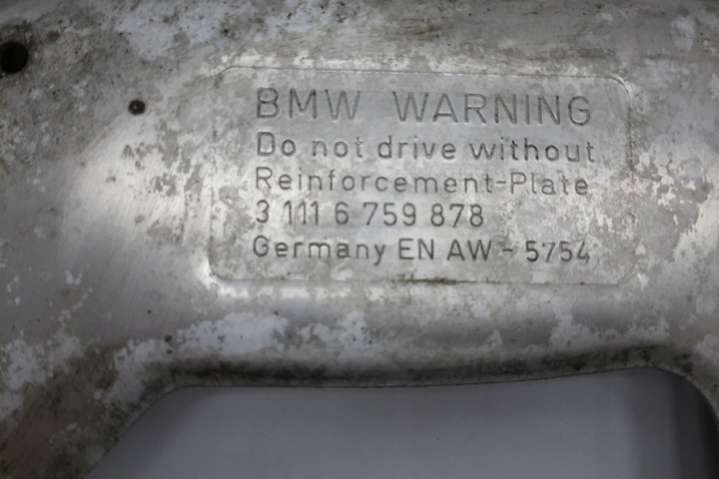 BMW WARNING
Do not drive without
Reinforcement-Plate
3 111 6 759 878
Germany EN AW - 5754